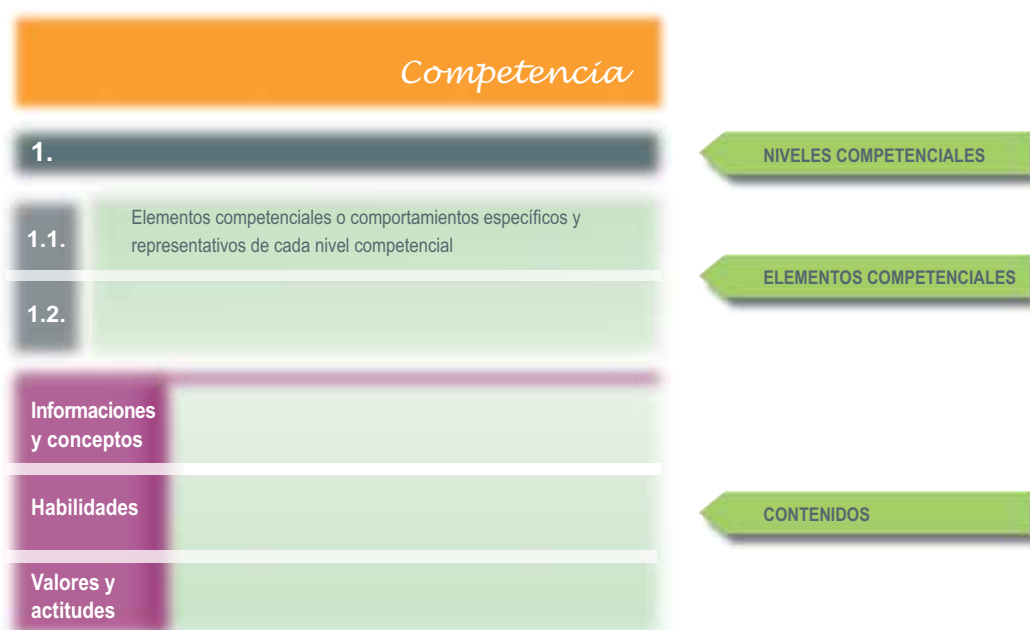 Competencia
1.
NIVELES COMPETENCIALES
1.1.
Elementos competenciales o comportamientos específicos y
representativos de cada nivel competencial
ELEMENTOS COMPETENCIALES
1.2.
Informaciones
y conceptos
Habilidades
CONTENIDOS
Valores y
actitudes